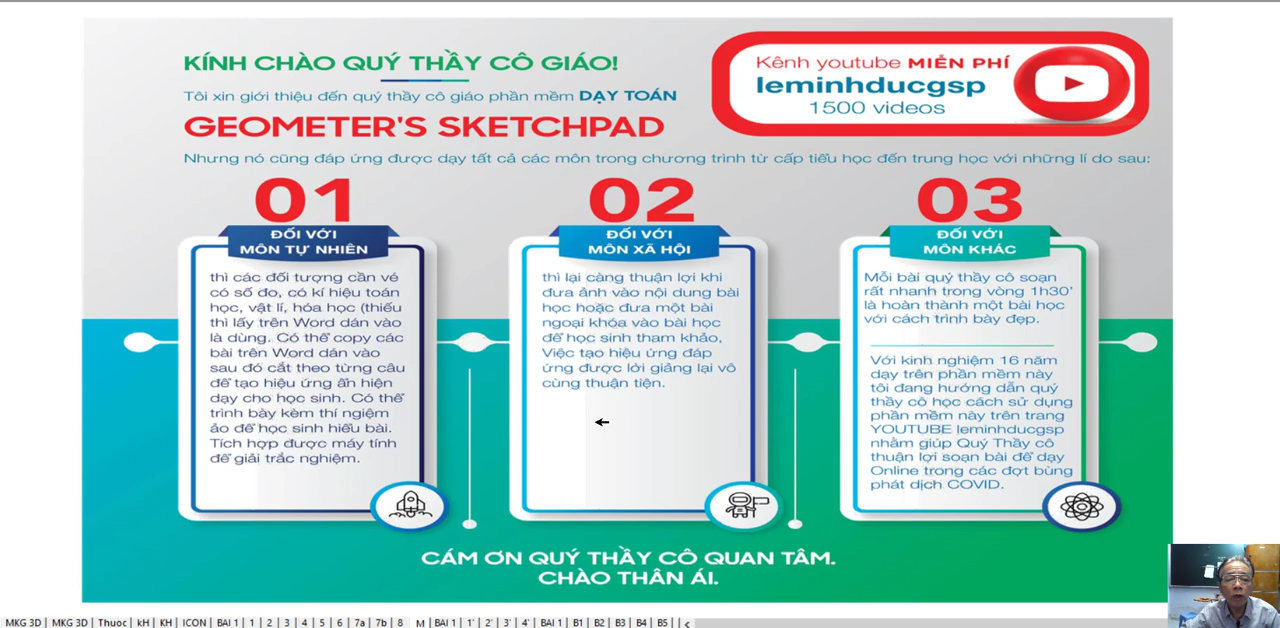 KÍNH CHÀO QUÝ THẦY CÔ GIÁO!
Tôi xin giới thiệu đến quý thầy cô giáo phần mềm DẠY TOÁN
GEOMETER'S SKETCHPAD
Kênh youtube MIỄN PHÍ
leminhducgsp
1500 videos
Nhưng nó cũng đáp ứng được dạy tất cả các môn trong chương trình từ cấp tiểu học đến trung học với những lí do sau:
01
ĐỐI VỚI
MÔN TỰ NHIÊN
thì các đối tượng cần vẽ
có số đo, có kí hiệu toán
học, vật lí, hóa học (thiếu
thì lấy trên Word dán vào
là dùng. Có thể copy các
bài trên Word dán vào
sau đó cắt theo từng câu
để tạo hiệu ứng ẩn hiện
dạy cho học sinh. Có thể
trình bày kèm thí ngiệm
ảo để học sinh hiểu bài.
Tích hợp được máy tính
để giải trắc nghiệm.
02
ĐỐI VỚI
MÔN XÃ HỘI
thì lại càng thuận lợi khi
đưa ảnh vào nội dung bài
học hoặc đưa một bài
ngoại khóa vào bài học
để học sinh tham khảo,
Việc tạo hiệu ứng đáp
ứng được lời giảng lại vô
cùng thuận tiện.
03
ĐỐI VỚI
MÔN KHÁC
Mỗi bài quý thầy cô soạn
rất nhanh trong vòng 1h30'
là hoàn thành một bài học
với cách trình bày đẹp.
Với kinh nghiệm 16 năm
dạy trên phần mềm này
tôi đang hướng dẫn quý
thầy cô học cách sử dụng
phần mềm này trên trang
YOUTUBE leminhducgsp
nhằm giúp Quý Thầy cô
thuận lợi soạn bài để dạy
Online trong các đợt bùng
phát dịch COVID.
CÁM ƠN QUÝ THẦY CÔ QUAN TÂM.
CHÀO THÂN ÁI.
MKG 3D | MKG 3D | Thuoc | kH | KH | ICON | BAI 1 | 1 | 2 | 3 | 4 | 5 | 6 | 7a | 7b | 8 | M | BAI 1 | 1' | 2' | 3' | 4' | BAI 1 | B1 | B2 | B3 | B4 | B5 | | <